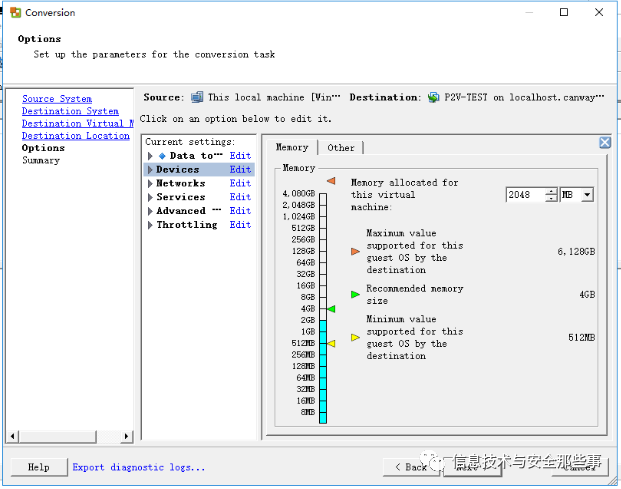 Conversion
Options
Set up the parameters for the conversion task
Source System
Destination System
Destination Virtual M
Destination Location
Options
Summary
Source: This local machine [Win… Destination: P2V-TEST on localhost.canway…
Click on an option below to edit it.
Current settings:
Data to… Edit
Devices Edit
Networks Edit
Services Edit
Advanced … Edit
Throttling Edit
Memory Other
Memory
4,080GB
2,048GB
1,024GB
512GB
256GB
128GB
64GB
32GB
16GB
8GB
4GB
2GB
1GB
512MB
256MB
128MB
64MB
32MB
16MB
8MB
Memory allocated for
this virtual
machine:
2048 MB
Maximum value
supported for this
guest OS by the
destination
6,128GB
Recommended memory
size
4GB
Minimum value
supported for this
guest OS by the
destination
512MB
Help Export diagnostic logs... < Back
信息技术与安全那些事